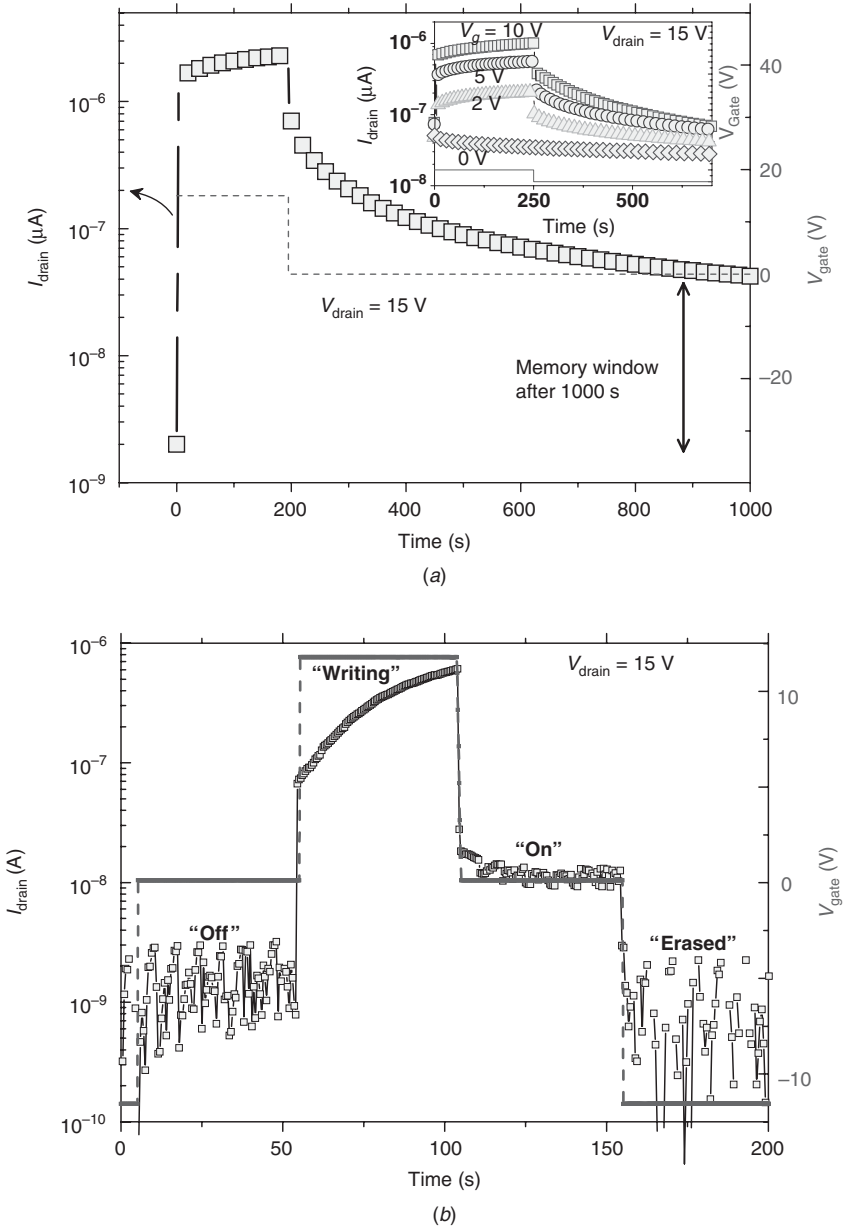 10⁻⁶
10⁻⁷
10⁻⁸
10⁻⁹
I_drain (μA)
40
20
0
−20
V_gate (V)
0 200 400 600 800 1000
Time (s)
V_drain = 15 V
Memory window
after 1000 s
10⁻⁶
10⁻⁷
10⁻⁸
I_drain (μA)
V_g = 10 V
V_drain = 15 V
5 V
2 V
0 V
V_Gate (V)
0 250 500
Time (s)
(a)
10⁻⁶
10⁻⁷
10⁻⁸
10⁻⁹
10⁻¹⁰
I_drain (A)
"Writing"
V_drain = 15 V
"On"
"Off"
"Erased"
10
0
−10
V_gate (V)
0 50 100 150 200
Time (s)
(b)